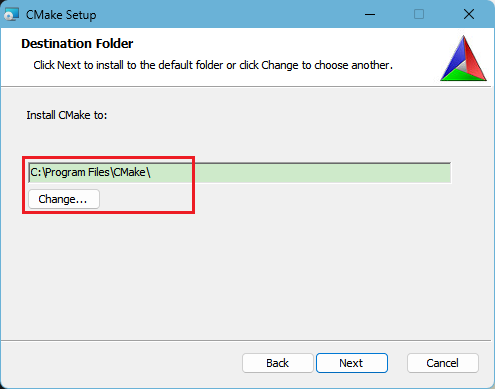 CMake Setup
Destination Folder
Click Next to install to the default folder or click Change to choose another.
Install CMake to:
C:\Program Files\CMake\
Change...
Back Next Cancel